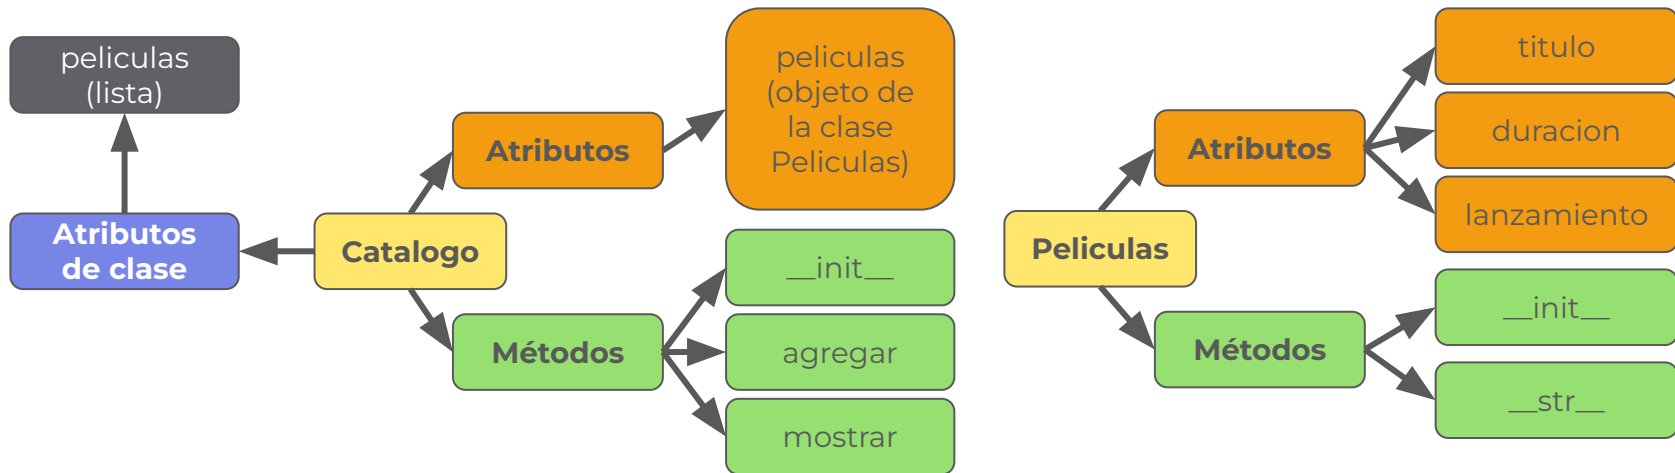 peliculas
(lista)
Atributos
de clase
Catalogo
Atributos
peliculas
(objeto de
la clase
Peliculas)
Métodos
__init__
agregar
mostrar
Peliculas
Atributos
titulo
duracion
lanzamiento
Métodos
__init__
__str__